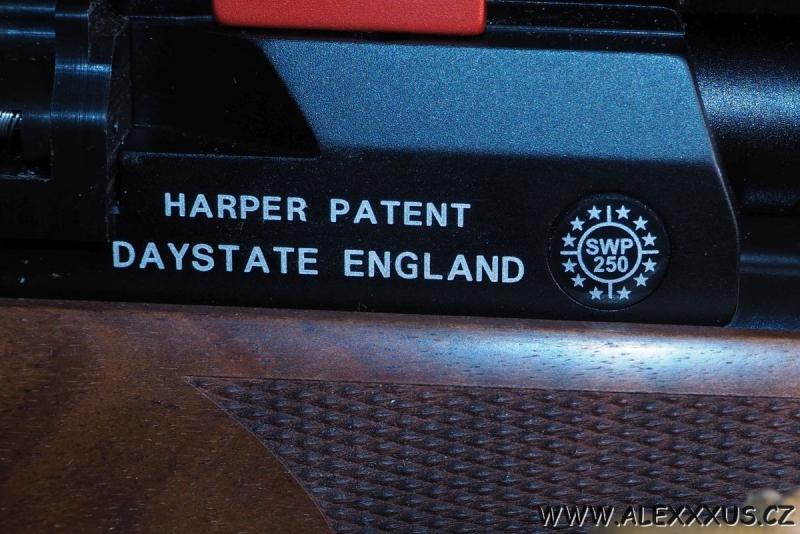 HARPER PATENT
DAYSTATE ENGLAND
SWP
250
WWW.ALEXXXUS.CZ